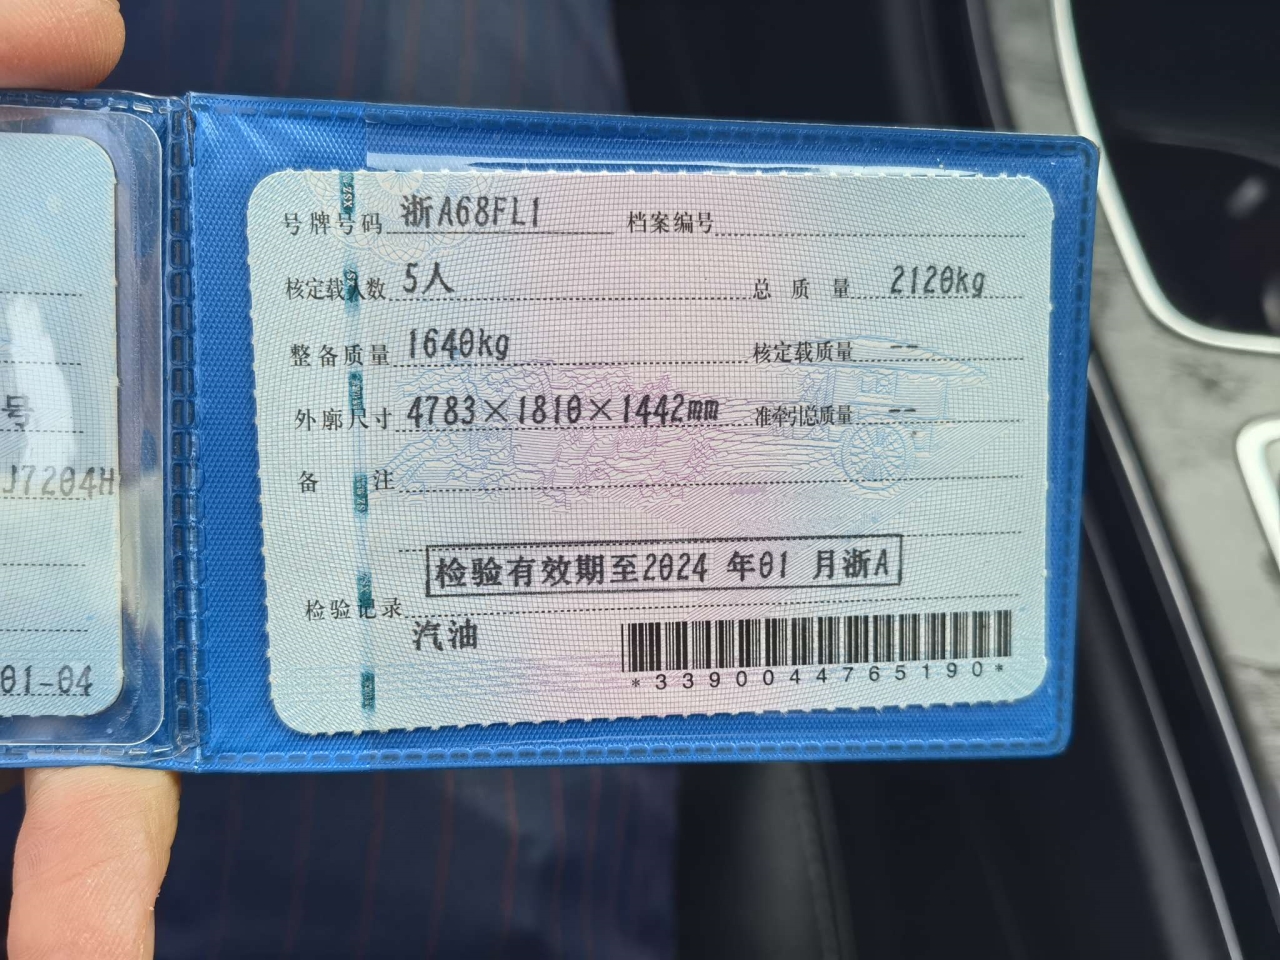 号
J7204H
01-04
号牌号码 浙A68FL1 档案编号
核定载人数 5人 总质量 2120kg
整备质量 1640kg 核定载质量 --
外廓尺寸 4783×1810×1442mm 准牵引总质量 --
备注
检验有效期至2024 年01 月浙A
检验记录
汽油
*3390044765190*